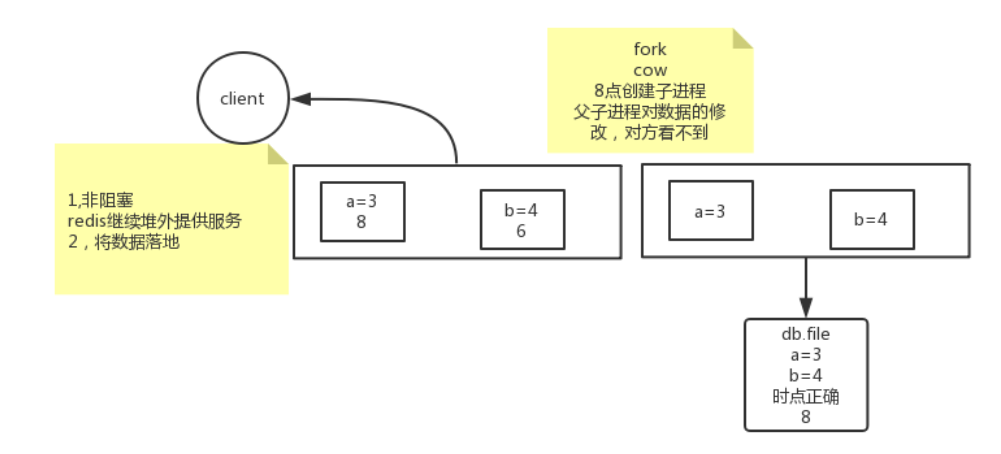 fork
cow
8点创建子进程
父子进程对数据的修
改，对方看不到
client
1,非阻塞
redis继续堆外提供服务
2，将数据落地
a=3
8
b=4
6
a=3
b=4
db.file
a=3
b=4
时点正确
8